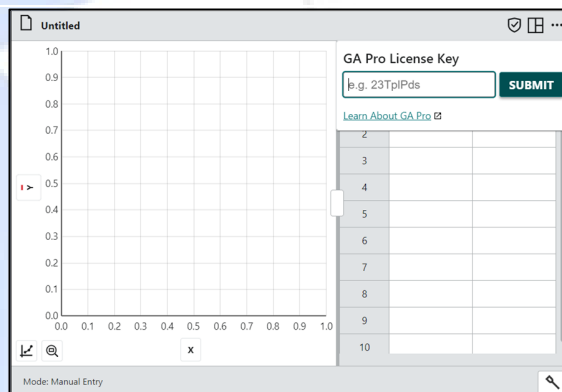 Untitled
GA Pro License Key
e.g. 23TplPds
SUBMIT
Learn About GA Pro
1.0
0.9
0.8
0.7
0.6
0.5
0.4
0.3
0.2
0.1
0.0
Y
0.0 0.1 0.2 0.3 0.4 0.5 0.6 0.7 0.8 0.9 1.0
X
2
3
4
5
6
7
8
9
10
Mode: Manual Entry